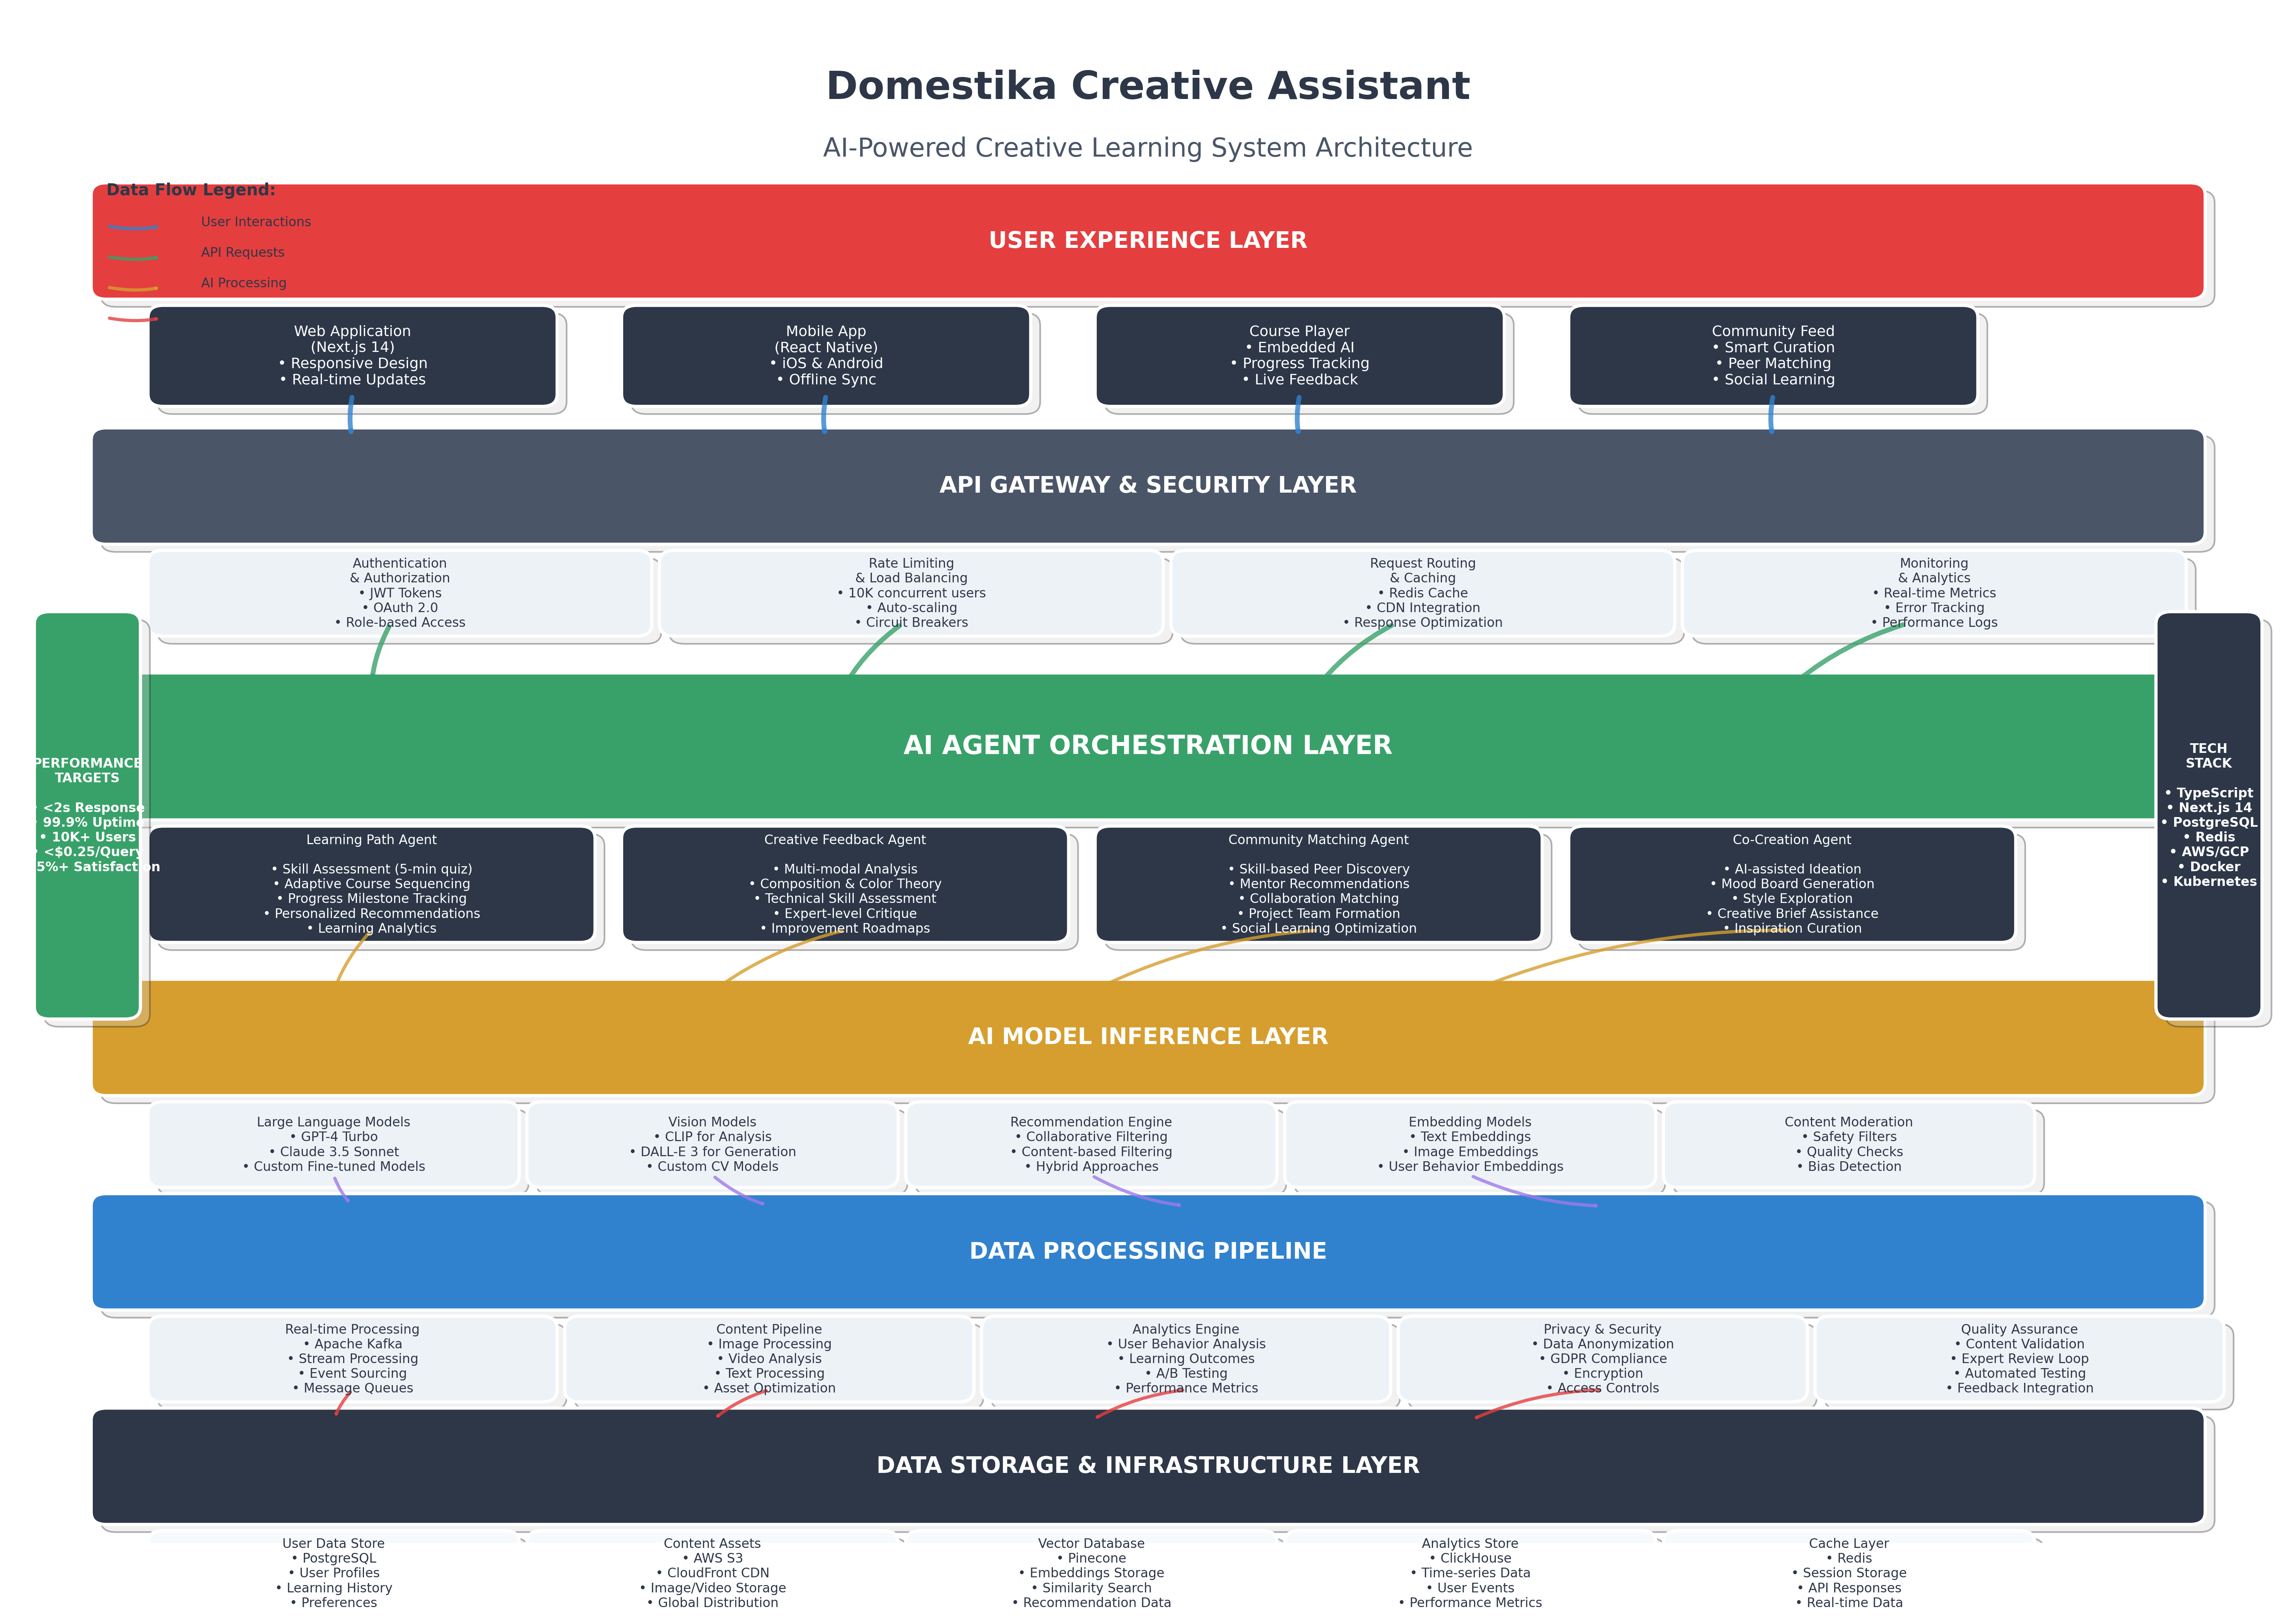 Domestika Creative Assistant
AI-Powered Creative Learning System Architecture
Data Flow Legend:
User Interactions
API Requests
AI Processing
USER EXPERIENCE LAYER
Web Application
(Next.js 14)
• Responsive Design
• Real-time Updates
Mobile App
(React Native)
• iOS & Android
• Offline Sync
Course Player
• Embedded AI
• Progress Tracking
• Live Feedback
Community Feed
• Smart Curation
• Peer Matching
• Social Learning
API GATEWAY & SECURITY LAYER
Authentication
& Authorization
• JWT Tokens
• OAuth 2.0
• Role-based Access
Rate Limiting
& Load Balancing
• 10K concurrent users
• Auto-scaling
• Circuit Breakers
Request Routing
& Caching
• Redis Cache
• CDN Integration
• Response Optimization
Monitoring
& Analytics
• Real-time Metrics
• Error Tracking
• Performance Logs
PERFORMANCE
TARGETS
<2s Response
99.9% Uptime
• 10K+ Users
<$0.25/Query
5%+ Satisfaction
AI AGENT ORCHESTRATION LAYER
TECH
STACK
• TypeScript
• Next.js 14
• PostgreSQL
• Redis
• AWS/GCP
• Docker
• Kubernetes
Learning Path Agent
• Skill Assessment (5-min quiz)
• Adaptive Course Sequencing
• Progress Milestone Tracking
• Personalized Recommendations
• Learning Analytics
Creative Feedback Agent
• Multi-modal Analysis
• Composition & Color Theory
• Technical Skill Assessment
• Expert-level Critique
• Improvement Roadmaps
Community Matching Agent
• Skill-based Peer Discovery
• Mentor Recommendations
• Collaboration Matching
• Project Team Formation
• Social Learning Optimization
Co-Creation Agent
• AI-assisted Ideation
• Mood Board Generation
• Style Exploration
• Creative Brief Assistance
• Inspiration Curation
AI MODEL INFERENCE LAYER
Large Language Models
• GPT-4 Turbo
• Claude 3.5 Sonnet
• Custom Fine-tuned Models
Vision Models
• CLIP for Analysis
• DALL-E 3 for Generation
• Custom CV Models
Recommendation Engine
• Collaborative Filtering
• Content-based Filtering
• Hybrid Approaches
Embedding Models
• Text Embeddings
• Image Embeddings
• User Behavior Embeddings
Content Moderation
• Safety Filters
• Quality Checks
• Bias Detection
DATA PROCESSING PIPELINE
Real-time Processing
• Apache Kafka
• Stream Processing
• Event Sourcing
• Message Queues
Content Pipeline
• Image Processing
• Video Analysis
• Text Processing
• Asset Optimization
Analytics Engine
• User Behavior Analysis
• Learning Outcomes
• A/B Testing
• Performance Metrics
Privacy & Security
• Data Anonymization
• GDPR Compliance
• Encryption
• Access Controls
Quality Assurance
• Content Validation
• Expert Review Loop
• Automated Testing
• Feedback Integration
DATA STORAGE & INFRASTRUCTURE LAYER
User Data Store
• PostgreSQL
• User Profiles
• Learning History
• Preferences
Content Assets
• AWS S3
• CloudFront CDN
• Image/Video Storage
• Global Distribution
Vector Database
• Pinecone
• Embeddings Storage
• Similarity Search
• Recommendation Data
Analytics Store
• ClickHouse
• Time-series Data
• User Events
• Performance Metrics
Cache Layer
• Redis
• Session Storage
• API Responses
• Real-time Data